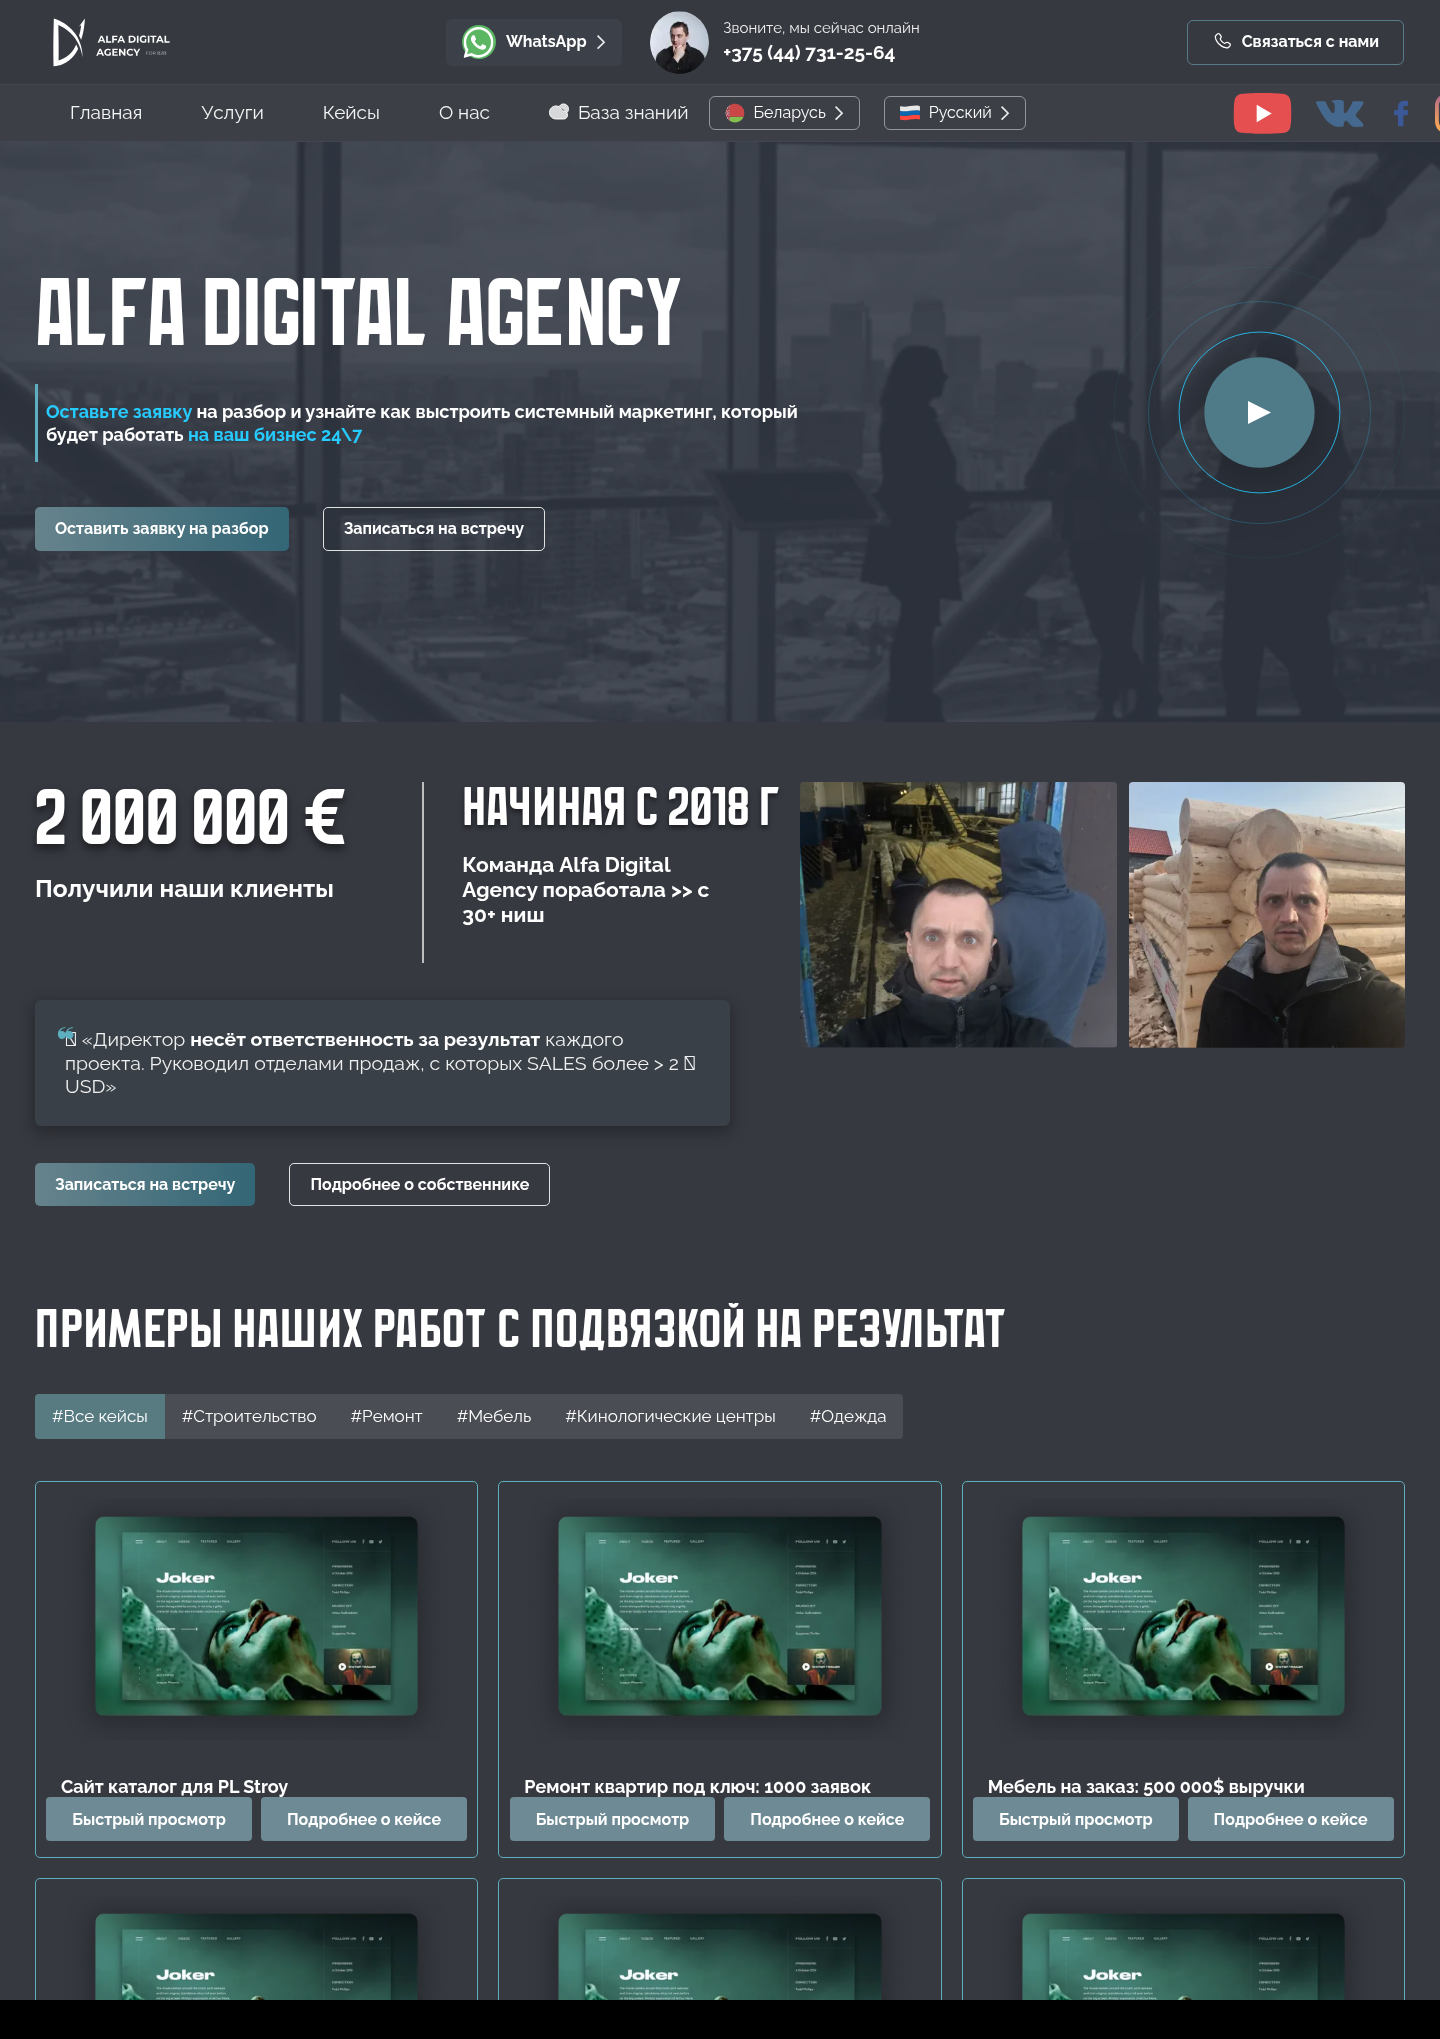 ALFA DIGITAL
AGENCY FOR B2B
WhatsApp
Звоните, мы сейчас онлайн
+375 (44) 731-25-64
Связаться с нами
Главная
Услуги
Кейсы
О нас
База знаний
Беларусь
Русский
ALFA DIGITAL AGENCY
Оставьте заявку на разбор и узнайте как выстроить системный маркетинг, который
будет работать на ваш бизнес 24\7
Оставить заявку на разбор
Записаться на встречу
2 000 000 €
Получили наши клиенты
НАЧИНАЯ С 2018 Г
Команда Alfa Digital
Agency поработала >> с
30+ ниш
«Директор несёт ответственность за результат каждого
проекта. Руководил отделами продаж, с которых SALES более > 2
USD»
Записаться на встречу
Подробнее о собственнике
ПРИМЕРЫ НАШИХ РАБОТ С ПОДВЯЗКОЙ НА РЕЗУЛЬТАТ
#Все кейсы
#Строительство
#Ремонт
#Мебель
#Кинологические центры
#Одежда
Joker
Joker
Joker
Сайт каталог для PL Stroy
Ремонт квартир под ключ: 1000 заявок
Мебель на заказ: 500 000$ выручки
Быстрый просмотр
Подробнее о кейсе
Быстрый просмотр
Подробнее о кейсе
Быстрый просмотр
Подробнее о кейсе
Joker
Joker
Joker